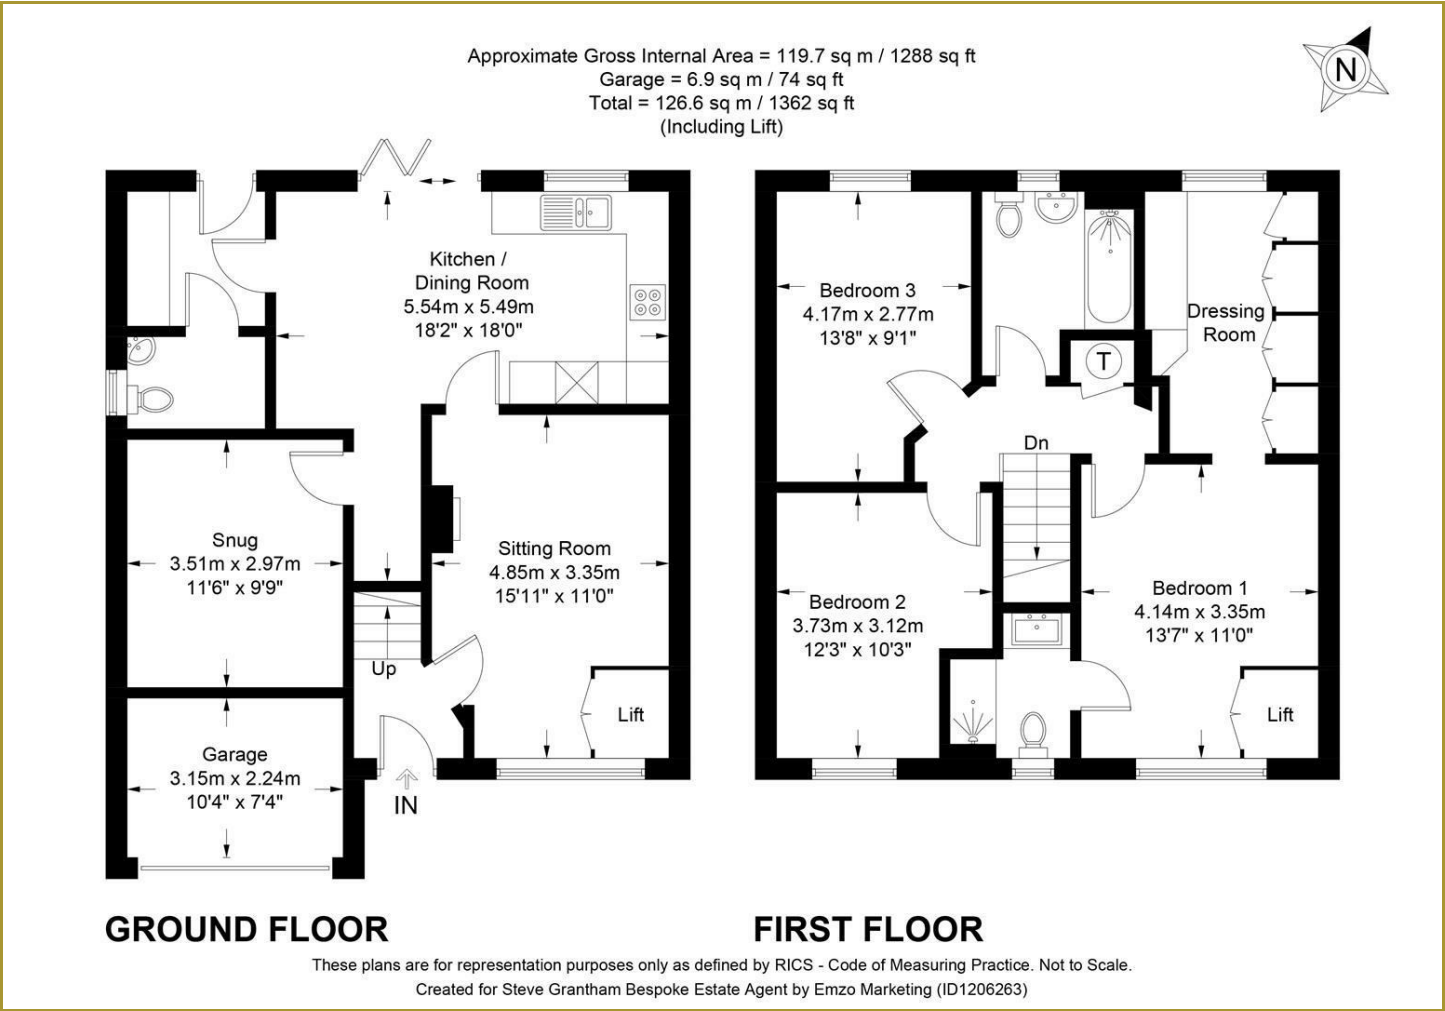 Approximate Gross Internal Area = 119.7 sq m / 1288 sq ft
Garage = 6.9 sq m / 74 sq ft
Total = 126.6 sq m / 1362 sq ft
(Including Lift)
N
Kitchen /
Dining Room
5.54m x 5.49m
18'2" x 18'0"
Snug
3.51m x 2.97m
11'6" x 9'9"
Sitting Room
4.85m x 3.35m
15'11" x 11'0"
Up
Lift
Garage
3.15m x 2.24m
10'4" x 7'4"
IN
GROUND FLOOR
Bedroom 3
4.17m x 2.77m
13'8" x 9'1"
Dressing
Room
T
Dn
Bedroom 2
3.73m x 3.12m
12'3" x 10'3"
Bedroom 1
4.14m x 3.35m
13'7" x 11'0"
Lift
FIRST FLOOR
These plans are for representation purposes only as defined by RICS - Code of Measuring Practice. Not to Scale.
Created for Steve Grantham Bespoke Estate Agent by Emzo Marketing (ID1206263)